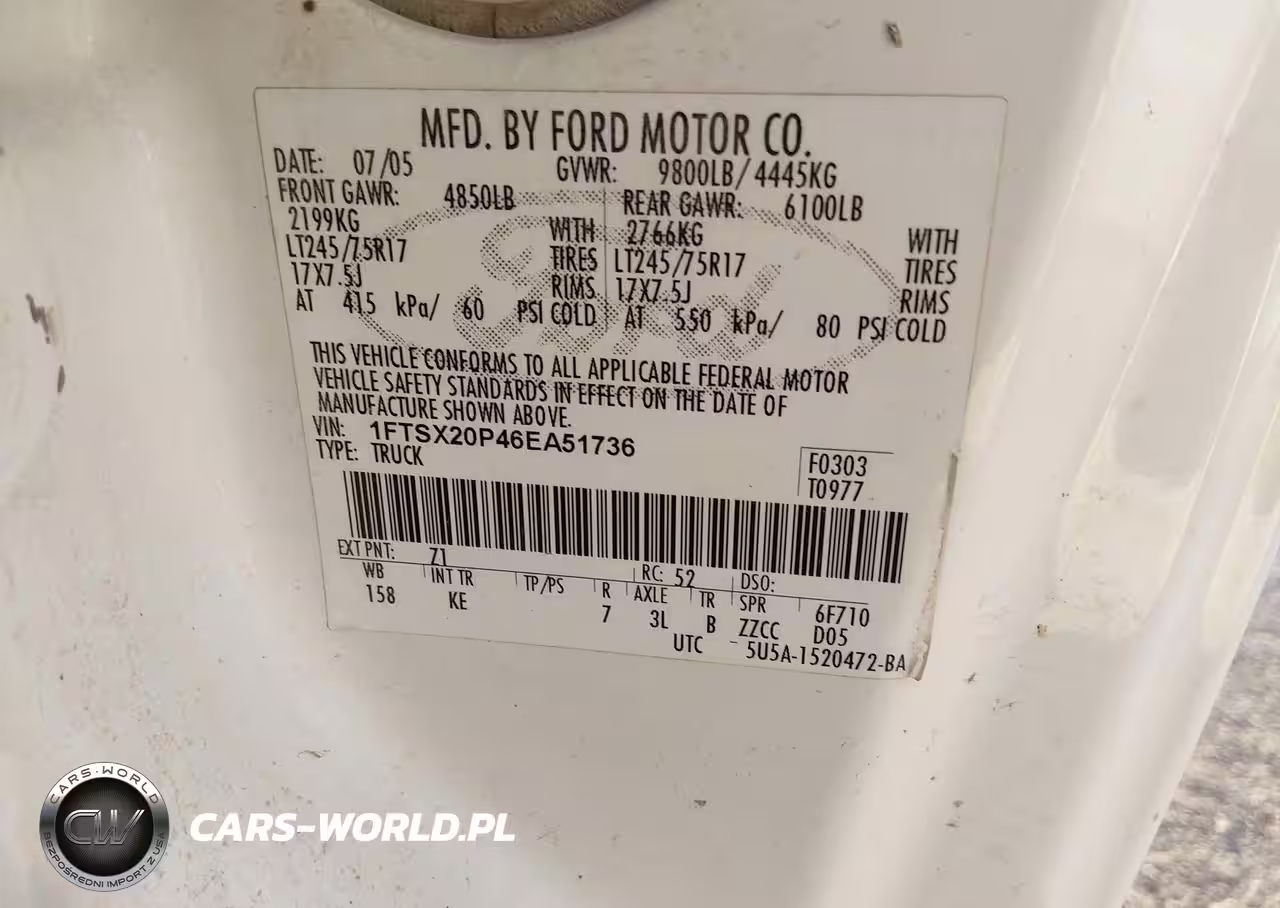 MFD. BY FORD MOTOR CO.
DATE: 07/05 GVWR: 9800LB/4445KG
FRONT GAWR: 4850LB REAR GAWR: 6100LB
2199KG WITH 2766KG WITH
LT245/75R17 TIRES LT245/75R17 TIRES
17X7.5J RIMS 17X7.5J RIMS
AT 415 kPa/ 60 PSI COLD AT 550 kPa/ 80 PSI COLD
THIS VEHICLE CONFORMS TO ALL APPLICABLE FEDERAL MOTOR
VEHICLE SAFETY STANDARDS IN EFFECT ON THE DATE OF
MANUFACTURE SHOWN ABOVE.
VIN: 1FTSX20P46EA51736
TYPE: TRUCK
F0303
T0977
EXT PNT: Z1 RC: 52 DSO:
WB INT TR TP/PS R AXLE TR SPR 6F710
158 KE 7 3L B ZZCC D05
UTC 5U5A-1520472-BA
Ford
CARS-WORLD
CW
BEZPOŚREDNI IMPORT Z USA
CARS-WORLD.PL